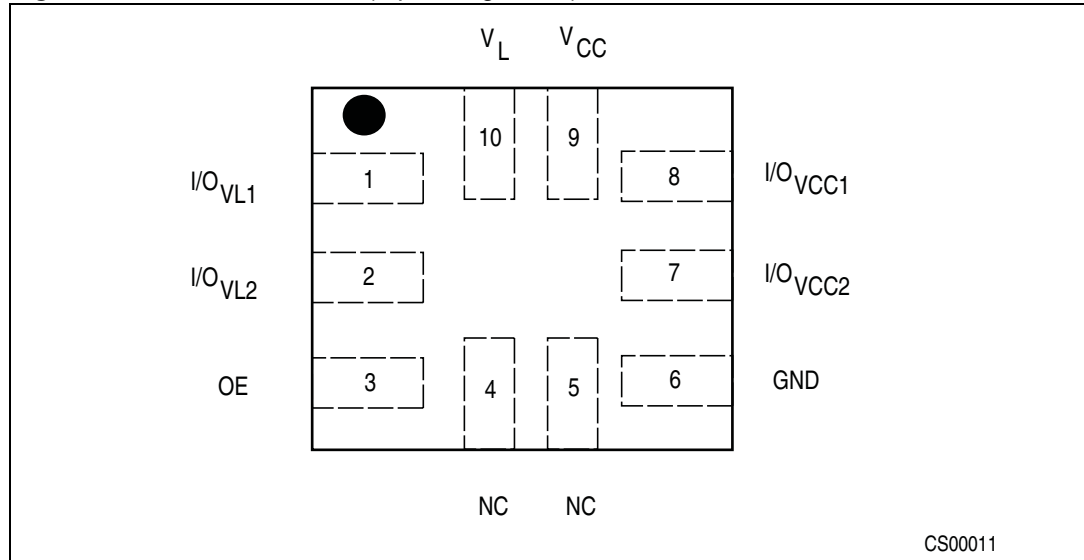 V_L V_CC
10 9
I/O_VL1 1 8 I/O_VCC1
I/O_VL2 2 7 I/O_VCC2
OE 3 4 5 6 GND
NC NC
CS00011